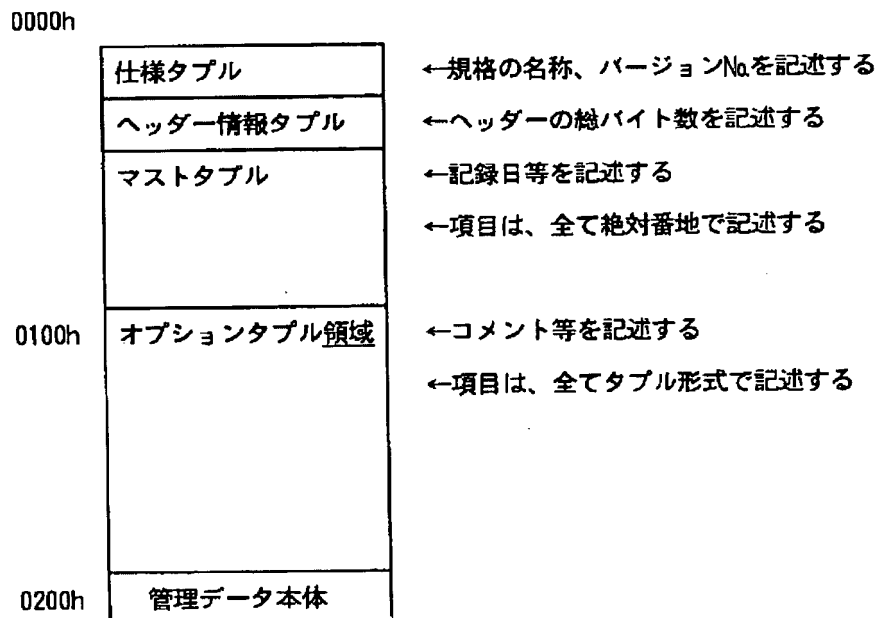 0000h
仕様タプル ←規格の名称、バージョン№を記述する
ヘッダー情報タプル ←ヘッダーの総バイト数を記述する
マストタプル ←記録日等を記述する
←項目は、全て絶対番地で記述する
0100h オプションタプル領域 ←コメント等を記述する
←項目は、全てタプル形式で記述する
0200h 管理データ本体